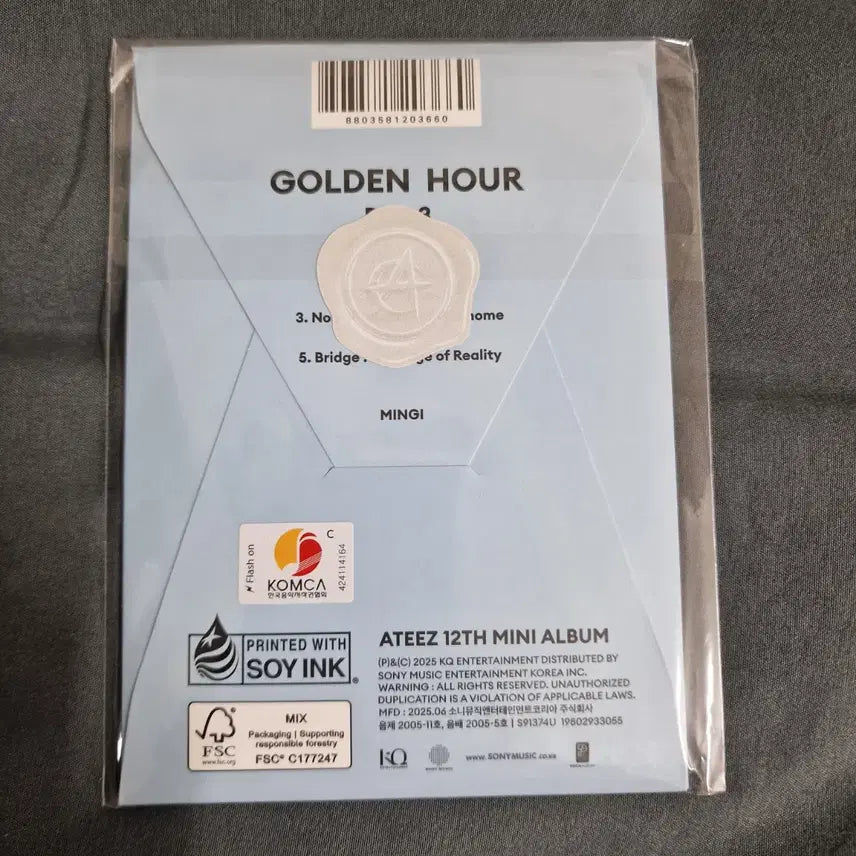 8803581203660
GOLDEN HOUR
3
3. No home
5. Bridge of Reality
MINGI
Flash on
C
KOMCA
한국음악저작권협회
424114164
PRINTED WITH
SOY INK
®
FSC
www.fsc.org
MIX
Packaging | Supporting
responsible forestry
FSC® C177247
ATEEZ 12TH MINI ALBUM
(P)&(C) 2025 KQ ENTERTAINMENT DISTRIBUTED BY
SONY MUSIC ENTERTAINMENT KOREA INC.
WARNING : ALL RIGHTS RESERVED. UNAUTHORIZED
DUPLICATION IS A VIOLATION OF APPLICABLE LAWS.
MFD : 2025.06 소니뮤직엔터테인먼트코리아 주식회사
음제 2005-11호, 음배 2005-5호 | S91374U 19802933055
KQ
www.SONYMUSIC.co.kr